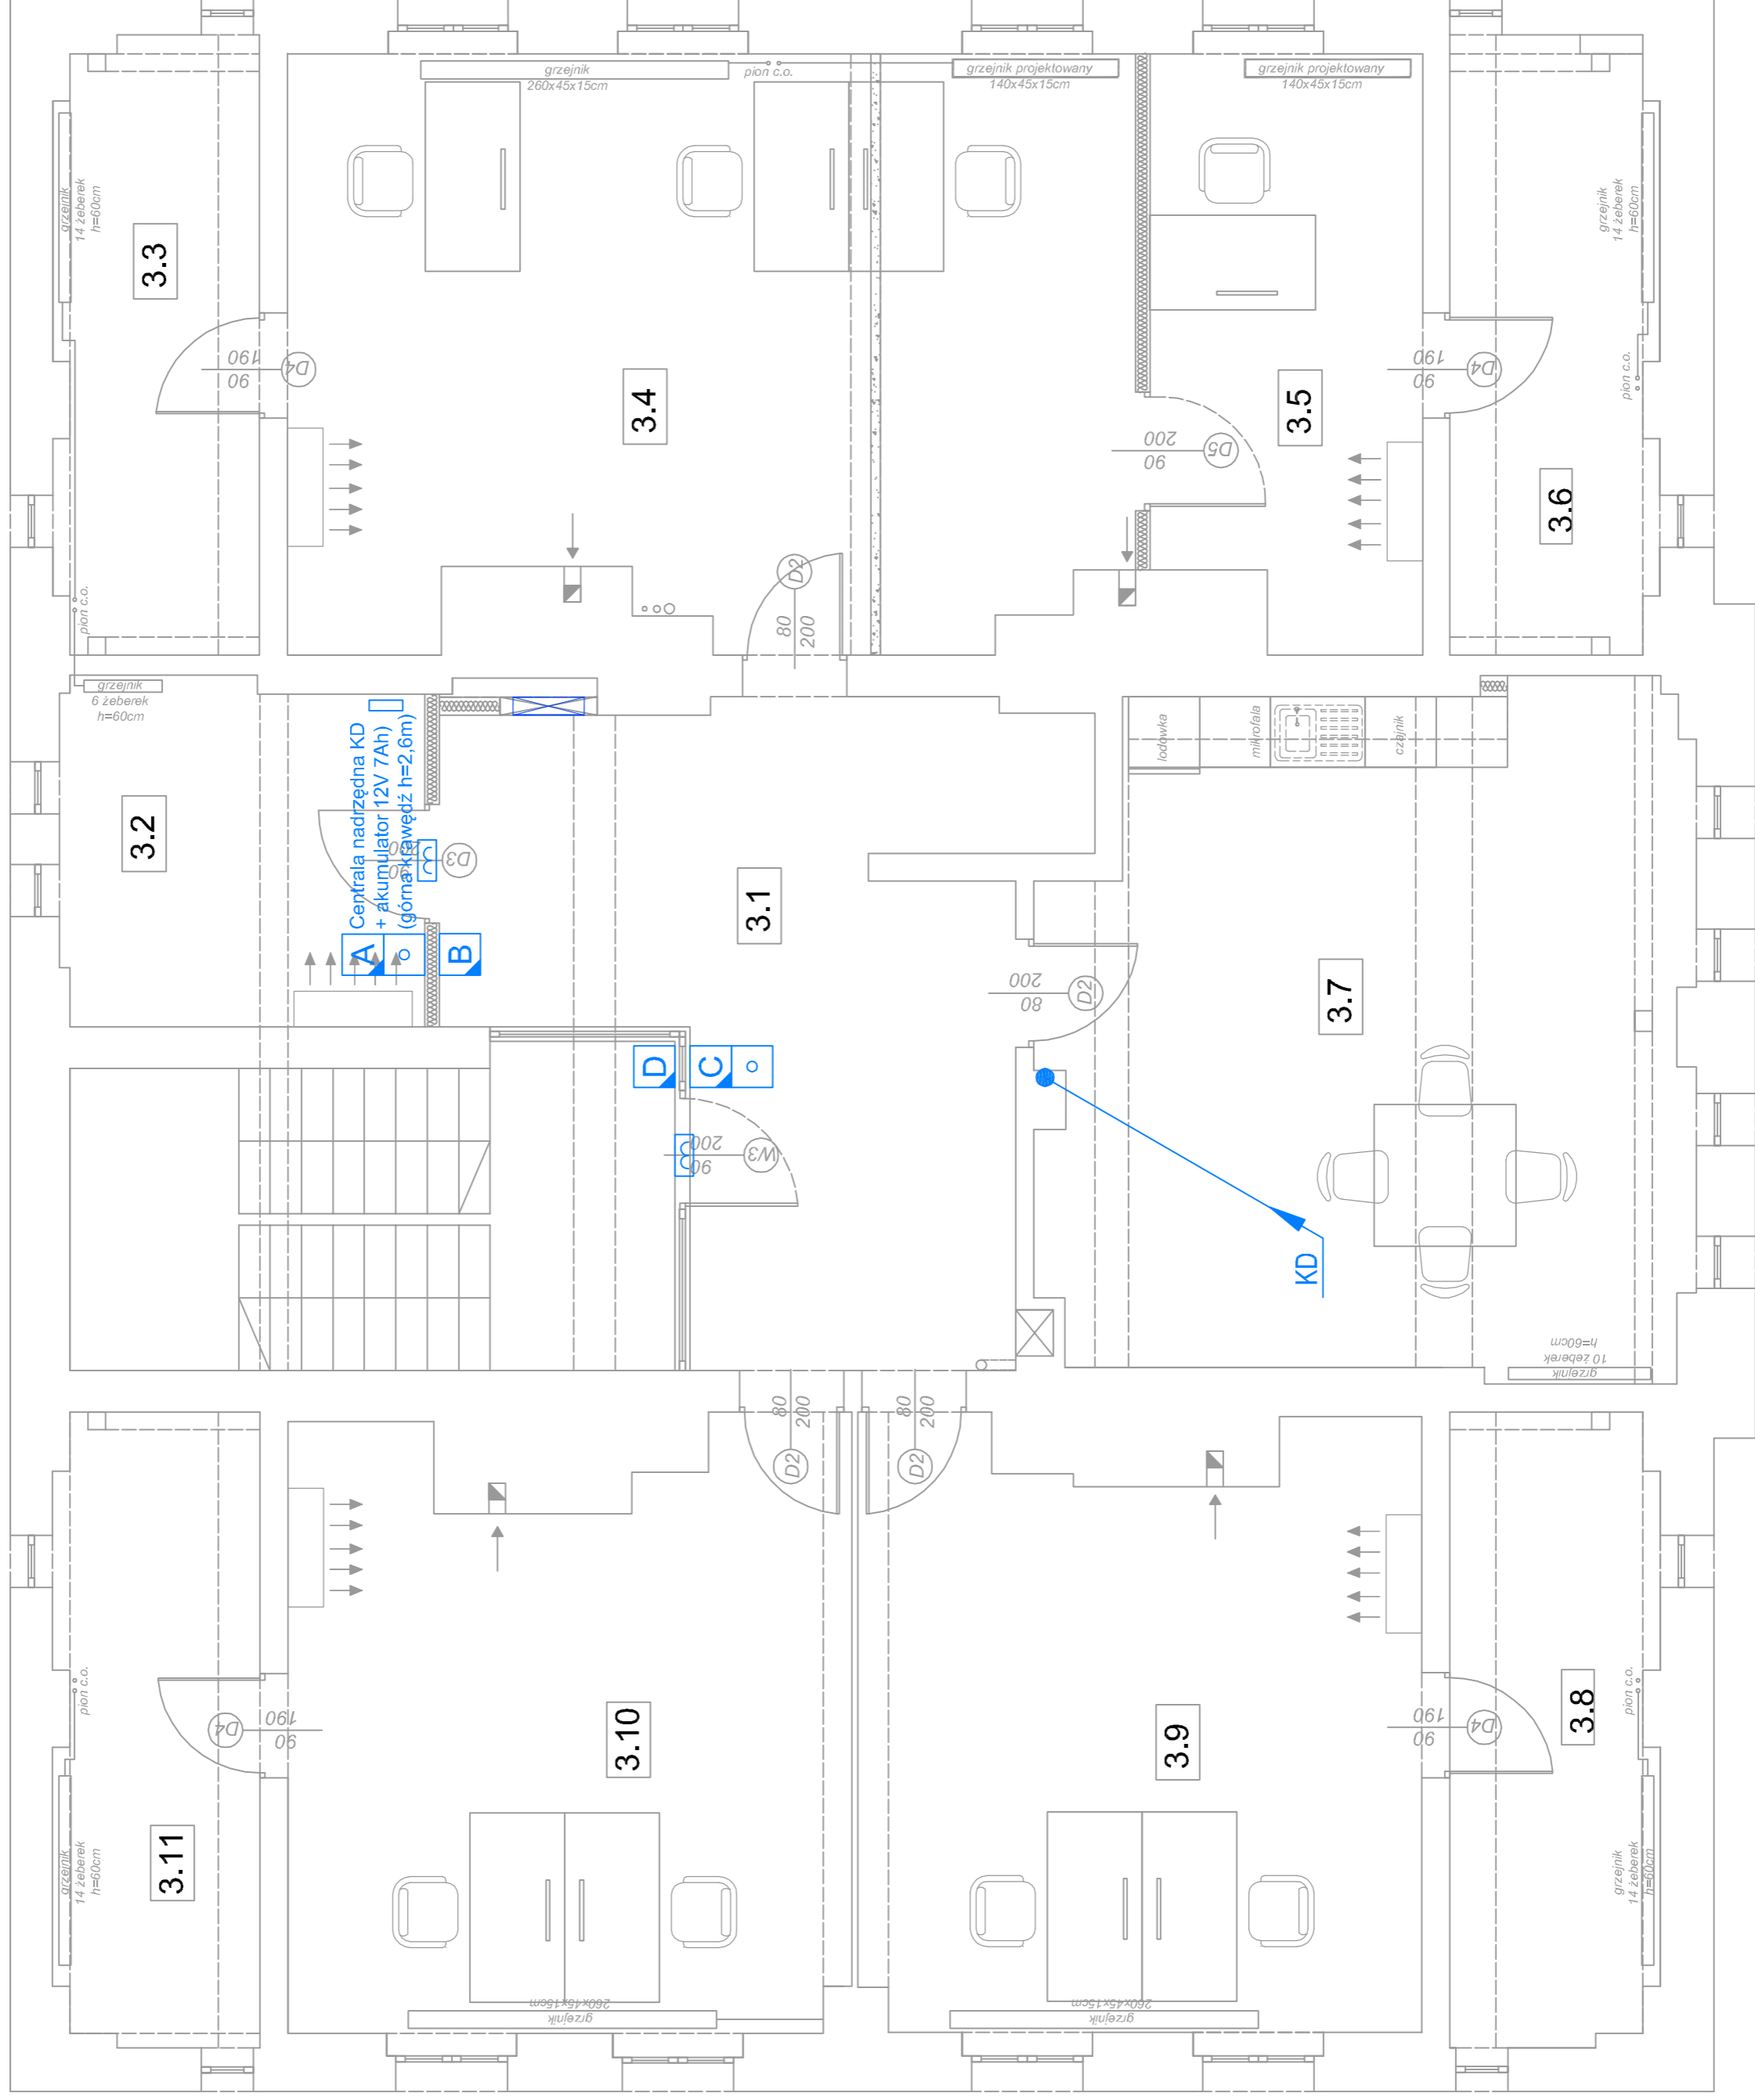 grzejnik
260x45x15cm
pion c.o.
grzejnik projektowany
140x45x15cm
grzejnik projektowany
140x45x15cm
grzejnik
14 żeberek
h=60cm
3.3
90
190
D4
3.4
3.5
90
200
D5
90
190
D4
3.6
grzejnik
14 żeberek
h=60cm
pion c.o.
pion c.o.
D2
80
200
grzejnik
6 żeberek
h=60cm
3.2
Centrala nadrzędna KD
+ akumulator 12V 7Ah)
(górna krawędź h=2,6m)
90
200
D3
A
B
3.1
lodówka
mikrofala
czajnik
80
200
D2
3.7
D
C
90
200
W3
KD
grzejnik
10 żeberek
h=60cm
80
200
D2
80
200
D2
pion c.o.
90
190
D4
3.10
3.9
90
190
D4
3.8
pion c.o.
3.11
grzejnik
14 żeberek
h=60cm
grzejnik
14 żeberek
h=60cm
grzejnik
260x45x15cm
grzejnik
260x45x15cm